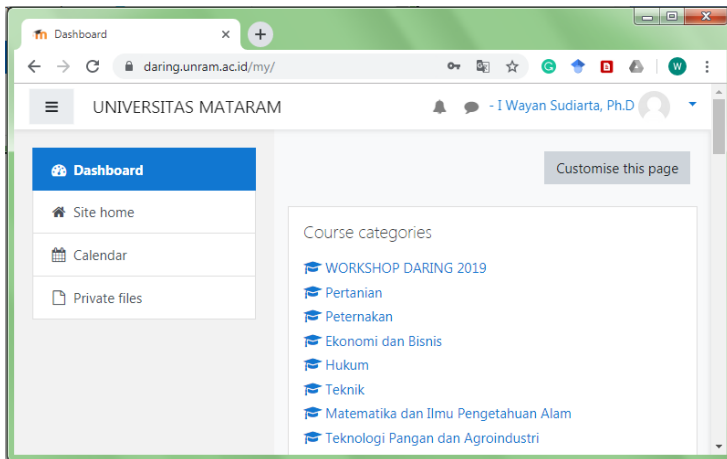 Dashboard
daring.unram.ac.id/my/
W
UNIVERSITAS MATARAM
- I Wayan Sudiarta, Ph.D
Dashboard
Customise this page
Site home
Calendar
Private files
Course categories
WORKSHOP DARING 2019
Pertanian
Peternakan
Ekonomi dan Bisnis
Hukum
Teknik
Matematika dan Ilmu Pengetahuan Alam
Teknologi Pangan dan Agroindustri